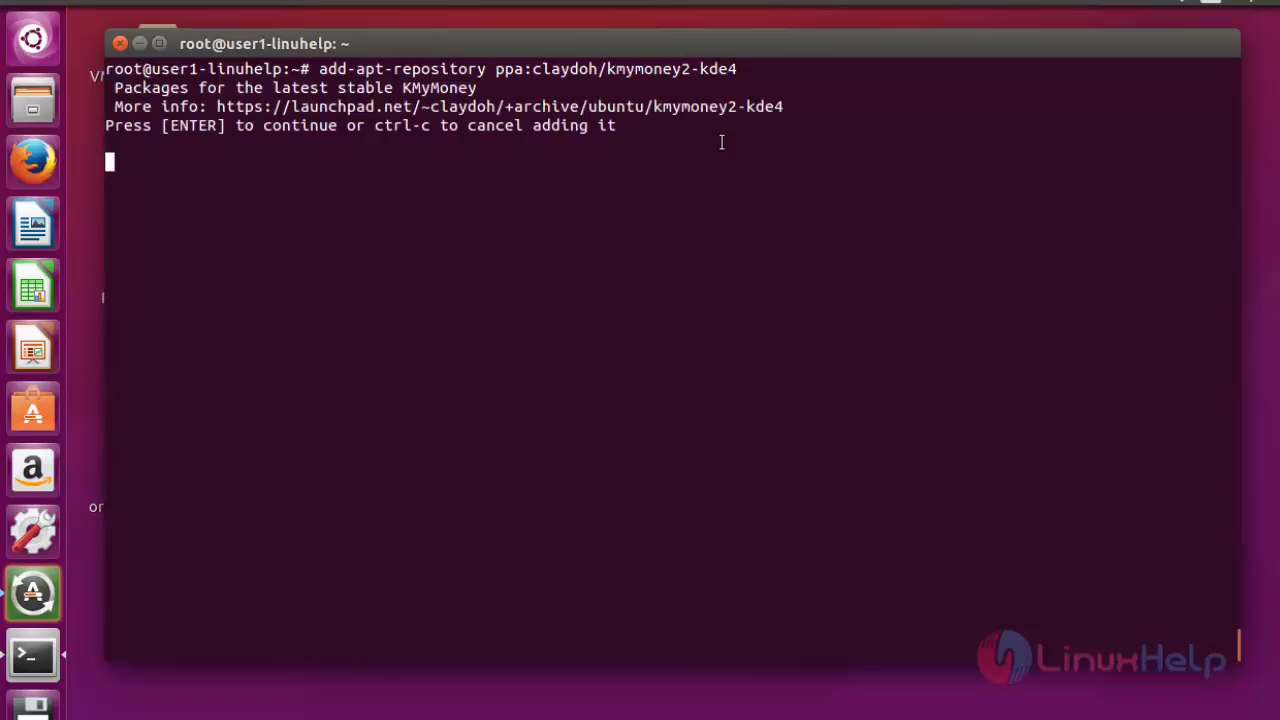 root@user1-linuhelp: ~
root@user1-linuhelp:~# add-apt-repository ppa:claydoh/kmymoney2-kde4
Packages for the latest stable KMyMoney
More info: https://launchpad.net/~claydoh/+archive/ubuntu/kmymoney2-kde4
Press [ENTER] to continue or ctrl-c to cancel adding it
or
LinuxHelp